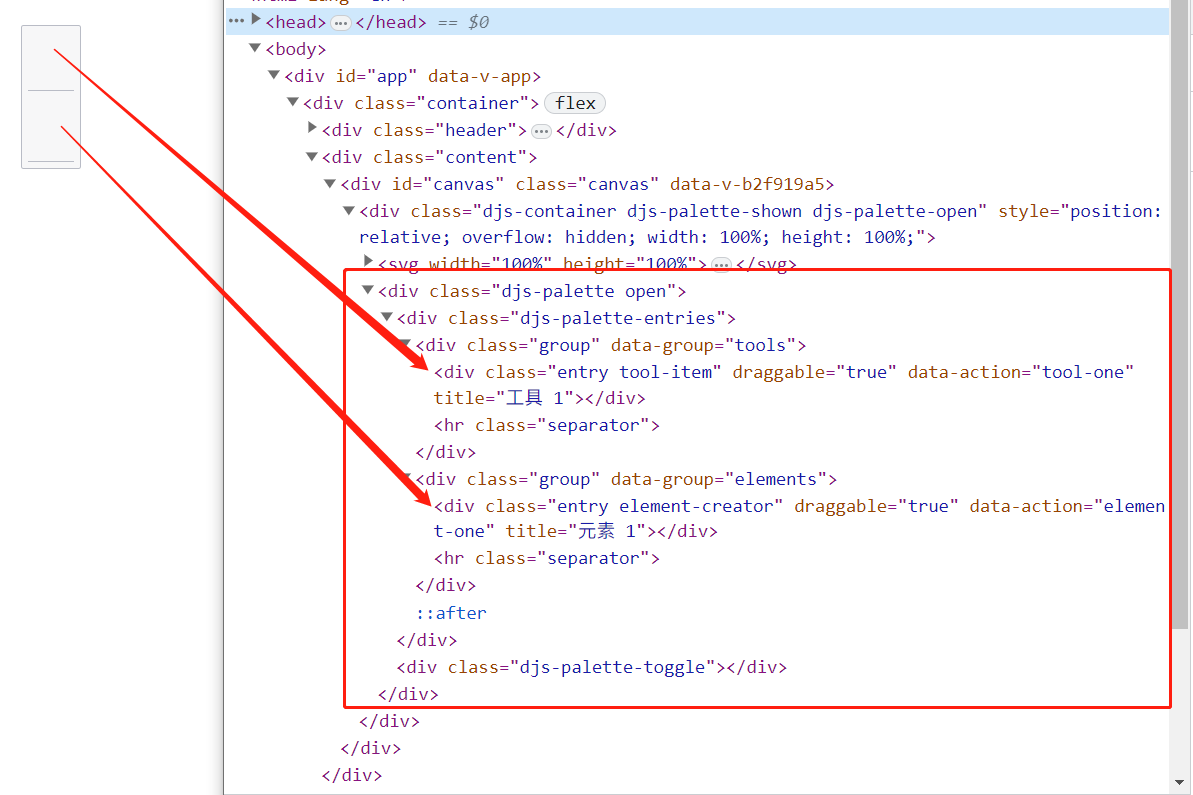 <head> … </head> == $0
<body>
<div id="app" data-v-app>
<div class="container"> flex
<div class="header"> … </div>
<div class="content">
<div id="canvas" class="canvas" data-v-b2f919a5>
<div class="djs-container djs-palette-shown djs-palette-open" style="position:
relative; overflow: hidden; width: 100%; height: 100%;">
<svg width="100%" height="100%"> … </svg>
<div class="djs-palette open">
<div class="djs-palette-entries">
<div class="group" data-group="tools">
<div class="entry tool-item" draggable="true" data-action="tool-one"
title="工具 1"></div>
<hr class="separator">
</div>
<div class="group" data-group="elements">
<div class="entry element-creator" draggable="true" data-action="elemen
t-one" title="元素 1"></div>
<hr class="separator">
</div>
::after
</div>
<div class="djs-palette-toggle"></div>
</div>
</div>
</div>
</div>